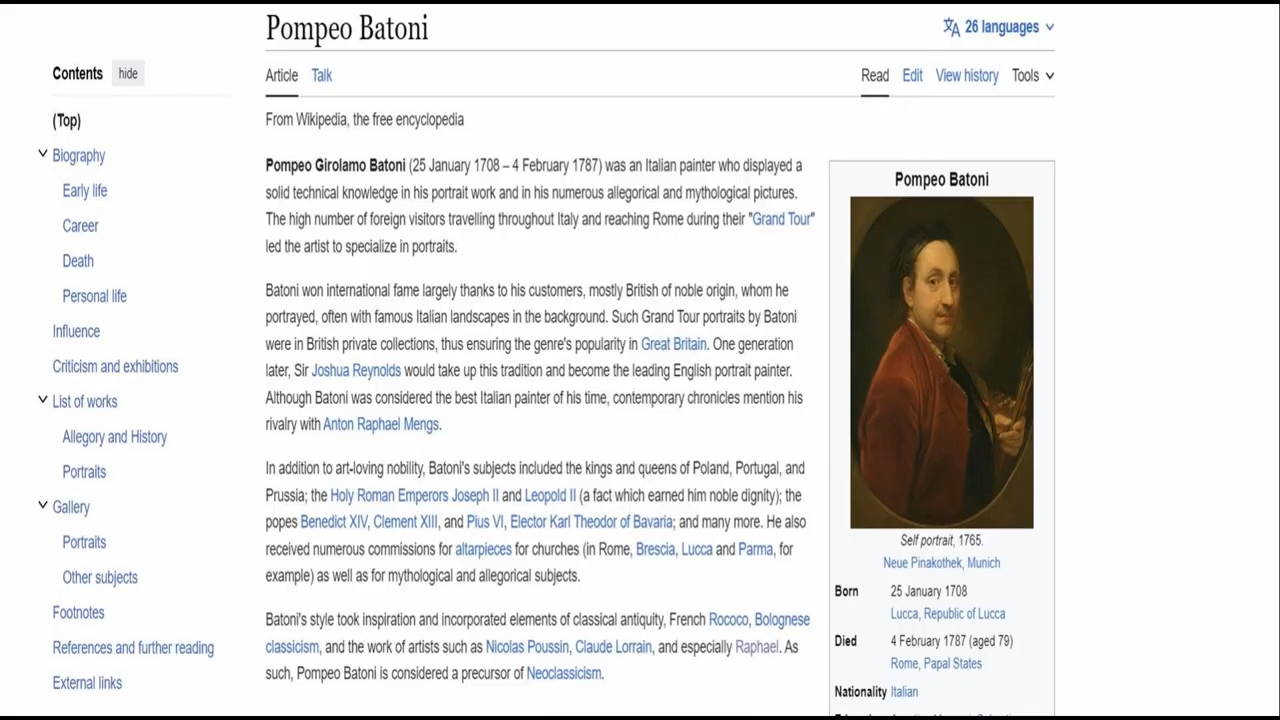 Pompeo Batoni
26 languages
Contents hide
Article Talk
Read Edit View history Tools
(Top)
Biography
Early life
Career
Death
Personal life
Influence
Criticism and exhibitions
List of works
Allegory and History
Portraits
Gallery
Portraits
Other subjects
Footnotes
References and further reading
External links
From Wikipedia, the free encyclopedia
Pompeo Girolamo Batoni (25 January 1708 – 4 February 1787) was an Italian painter who displayed a
solid technical knowledge in his portrait work and in his numerous allegorical and mythological pictures.
The high number of foreign visitors travelling throughout Italy and reaching Rome during their "Grand Tour"
led the artist to specialize in portraits.
Batoni won international fame largely thanks to his customers, mostly British of noble origin, whom he
portrayed, often with famous Italian landscapes in the background. Such Grand Tour portraits by Batoni
were in British private collections, thus ensuring the genre's popularity in Great Britain. One generation
later, Sir Joshua Reynolds would take up this tradition and become the leading English portrait painter.
Although Batoni was considered the best Italian painter of his time, contemporary chronicles mention his
rivalry with Anton Raphael Mengs.
In addition to art-loving nobility, Batoni's subjects included the kings and queens of Poland, Portugal, and
Prussia; the Holy Roman Emperors Joseph II and Leopold II (a fact which earned him noble dignity); the
popes Benedict XIV, Clement XIII, and Pius VI, Elector Karl Theodor of Bavaria; and many more. He also
received numerous commissions for altarpieces for churches (in Rome, Brescia, Lucca and Parma, for
example) as well as for mythological and allegorical subjects.
Batoni's style took inspiration and incorporated elements of classical antiquity, French Rococo, Bolognese
classicism, and the work of artists such as Nicolas Poussin, Claude Lorrain, and especially Raphael. As
such, Pompeo Batoni is considered a precursor of Neoclassicism.
Pompeo Batoni
Self portrait, 1765.
Neue Pinakothek, Munich
Born 25 January 1708
Lucca, Republic of Lucca
Died 4 February 1787 (aged 79)
Rome, Papal States
Nationality Italian